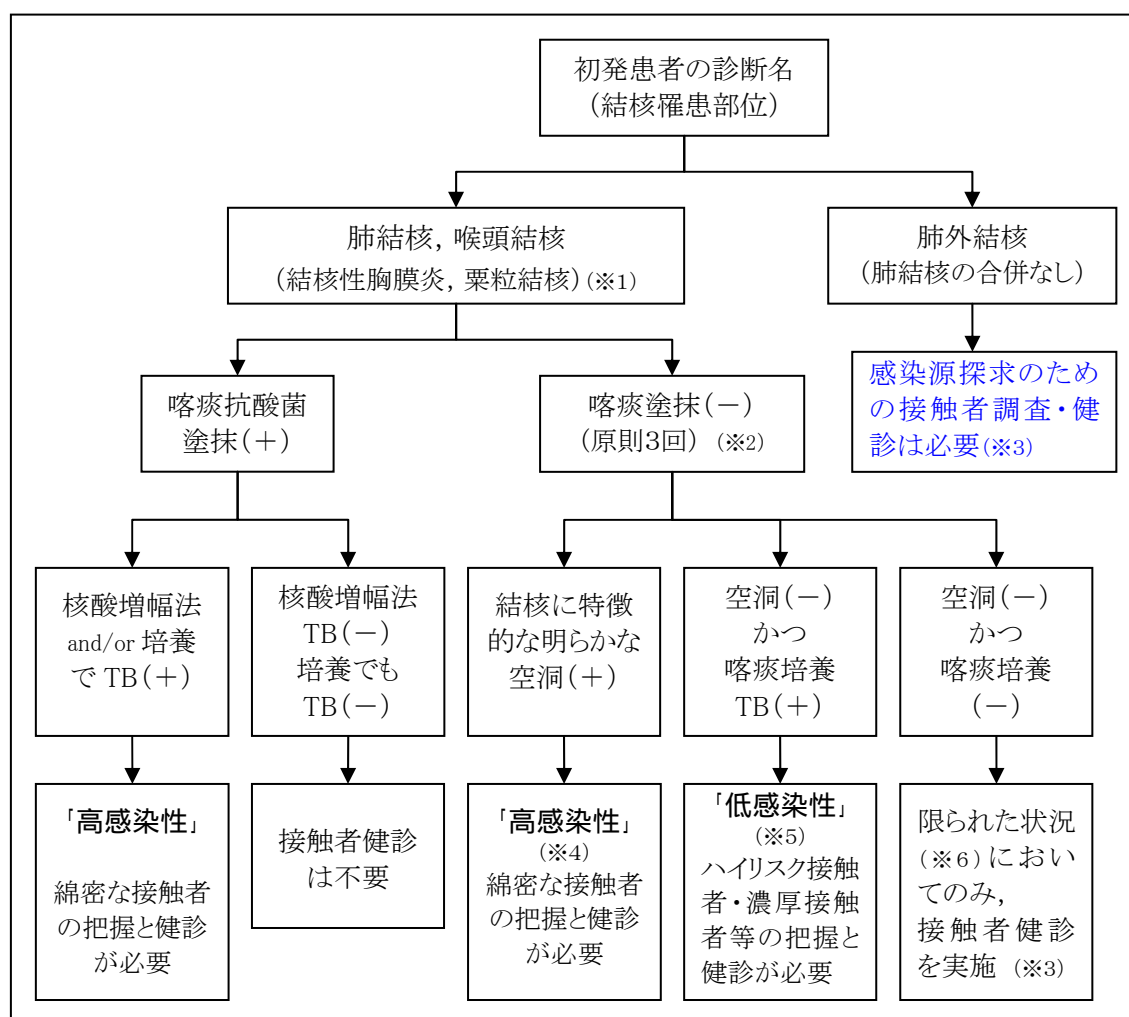 初発患者の診断名
(結核罹患部位)
肺結核, 喉頭結核
(結核性胸膜炎, 粟粒結核)(※1)
肺外結核
(肺結核の合併なし)
喀痰抗酸菌
塗抹(+)
喀痰塗抹(-)
(原則3回) (※2)
感染源探求のため
の接触者調査・健
診は必要(※3)
核酸増幅法
and/or 培養
で TB(+)
核酸増幅法
TB(-)
培養でも
TB(-)
結核に特徴
的な明らかな
空洞(+)
空洞(-)
かつ
喀痰培養
TB(+)
空洞(-)
かつ
喀痰培養
(-)
「高感染性」
綿密な接触者
の把握と健診
が必要
接触者健診
は不要
「高感染性」
(※4)
綿密な接触者
の把握と健診
が必要
「低感染性」
(※5)
ハイリスク接触
者・濃厚接触
者等の把握と
健診が必要
限られた状況
(※6)におい
てのみ,
接触者健診
を実施 (※3)